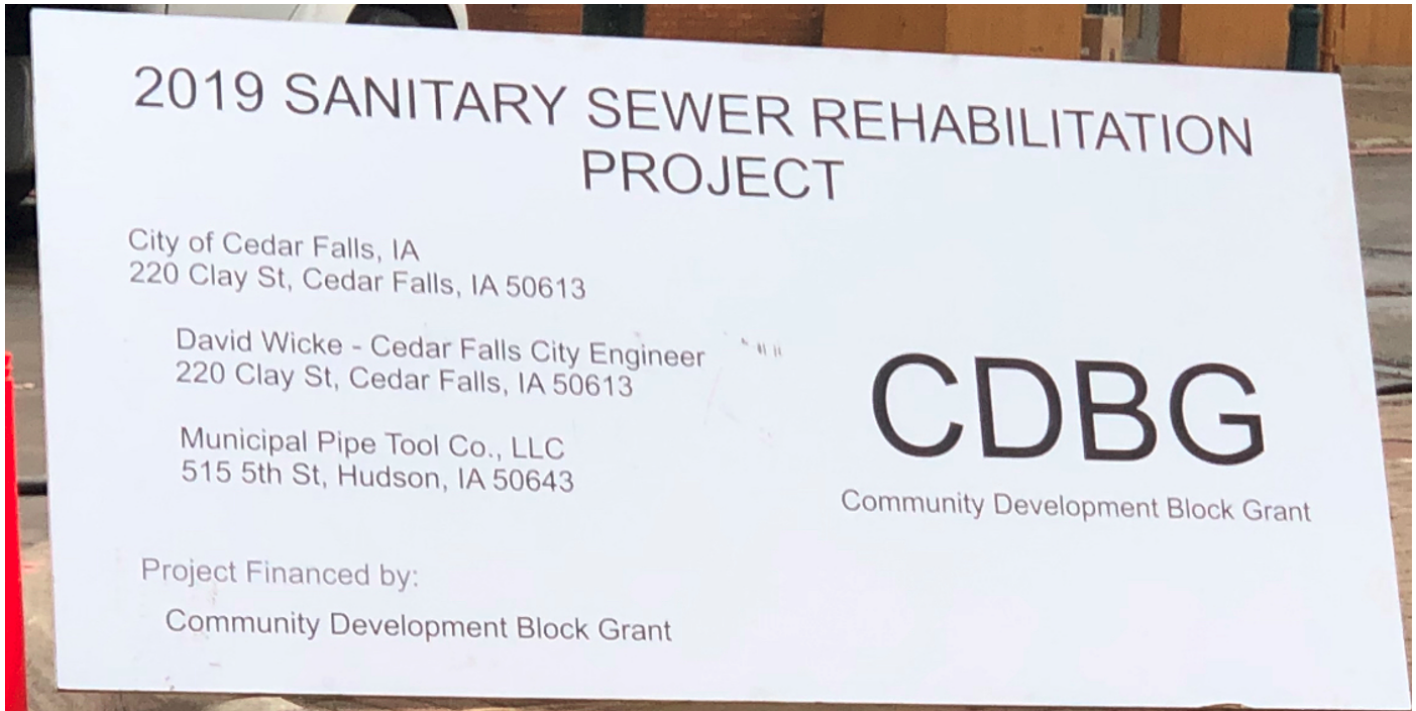 2019 SANITARY SEWER REHABILITATION
PROJECT
City of Cedar Falls, IA
220 Clay St, Cedar Falls, IA 50613
David Wicke - Cedar Falls City Engineer
220 Clay St, Cedar Falls, IA 50613
Municipal Pipe Tool Co., LLC
515 5th St, Hudson, IA 50643
CDBG
Community Development Block Grant
Project Financed by:
Community Development Block Grant